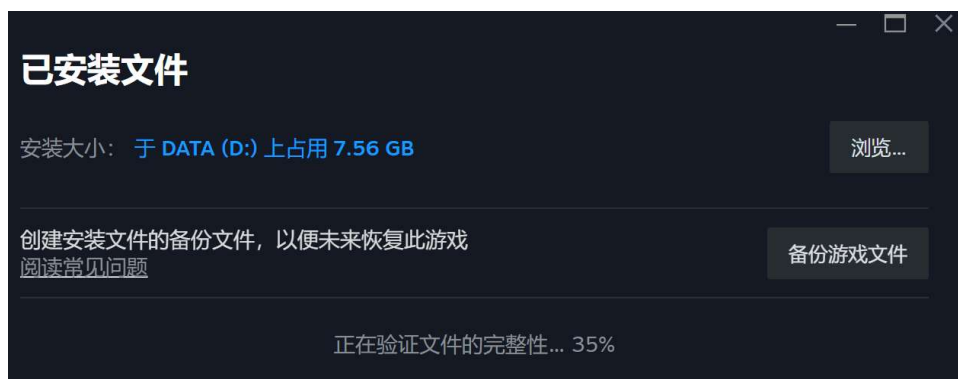 已安装文件
安装大小： 于 DATA (D:) 上占用 7.56 GB
浏览...
创建安装文件的备份文件，以便未来恢复此游戏
阅读常见问题
备份游戏文件
正在验证文件的完整性... 35%